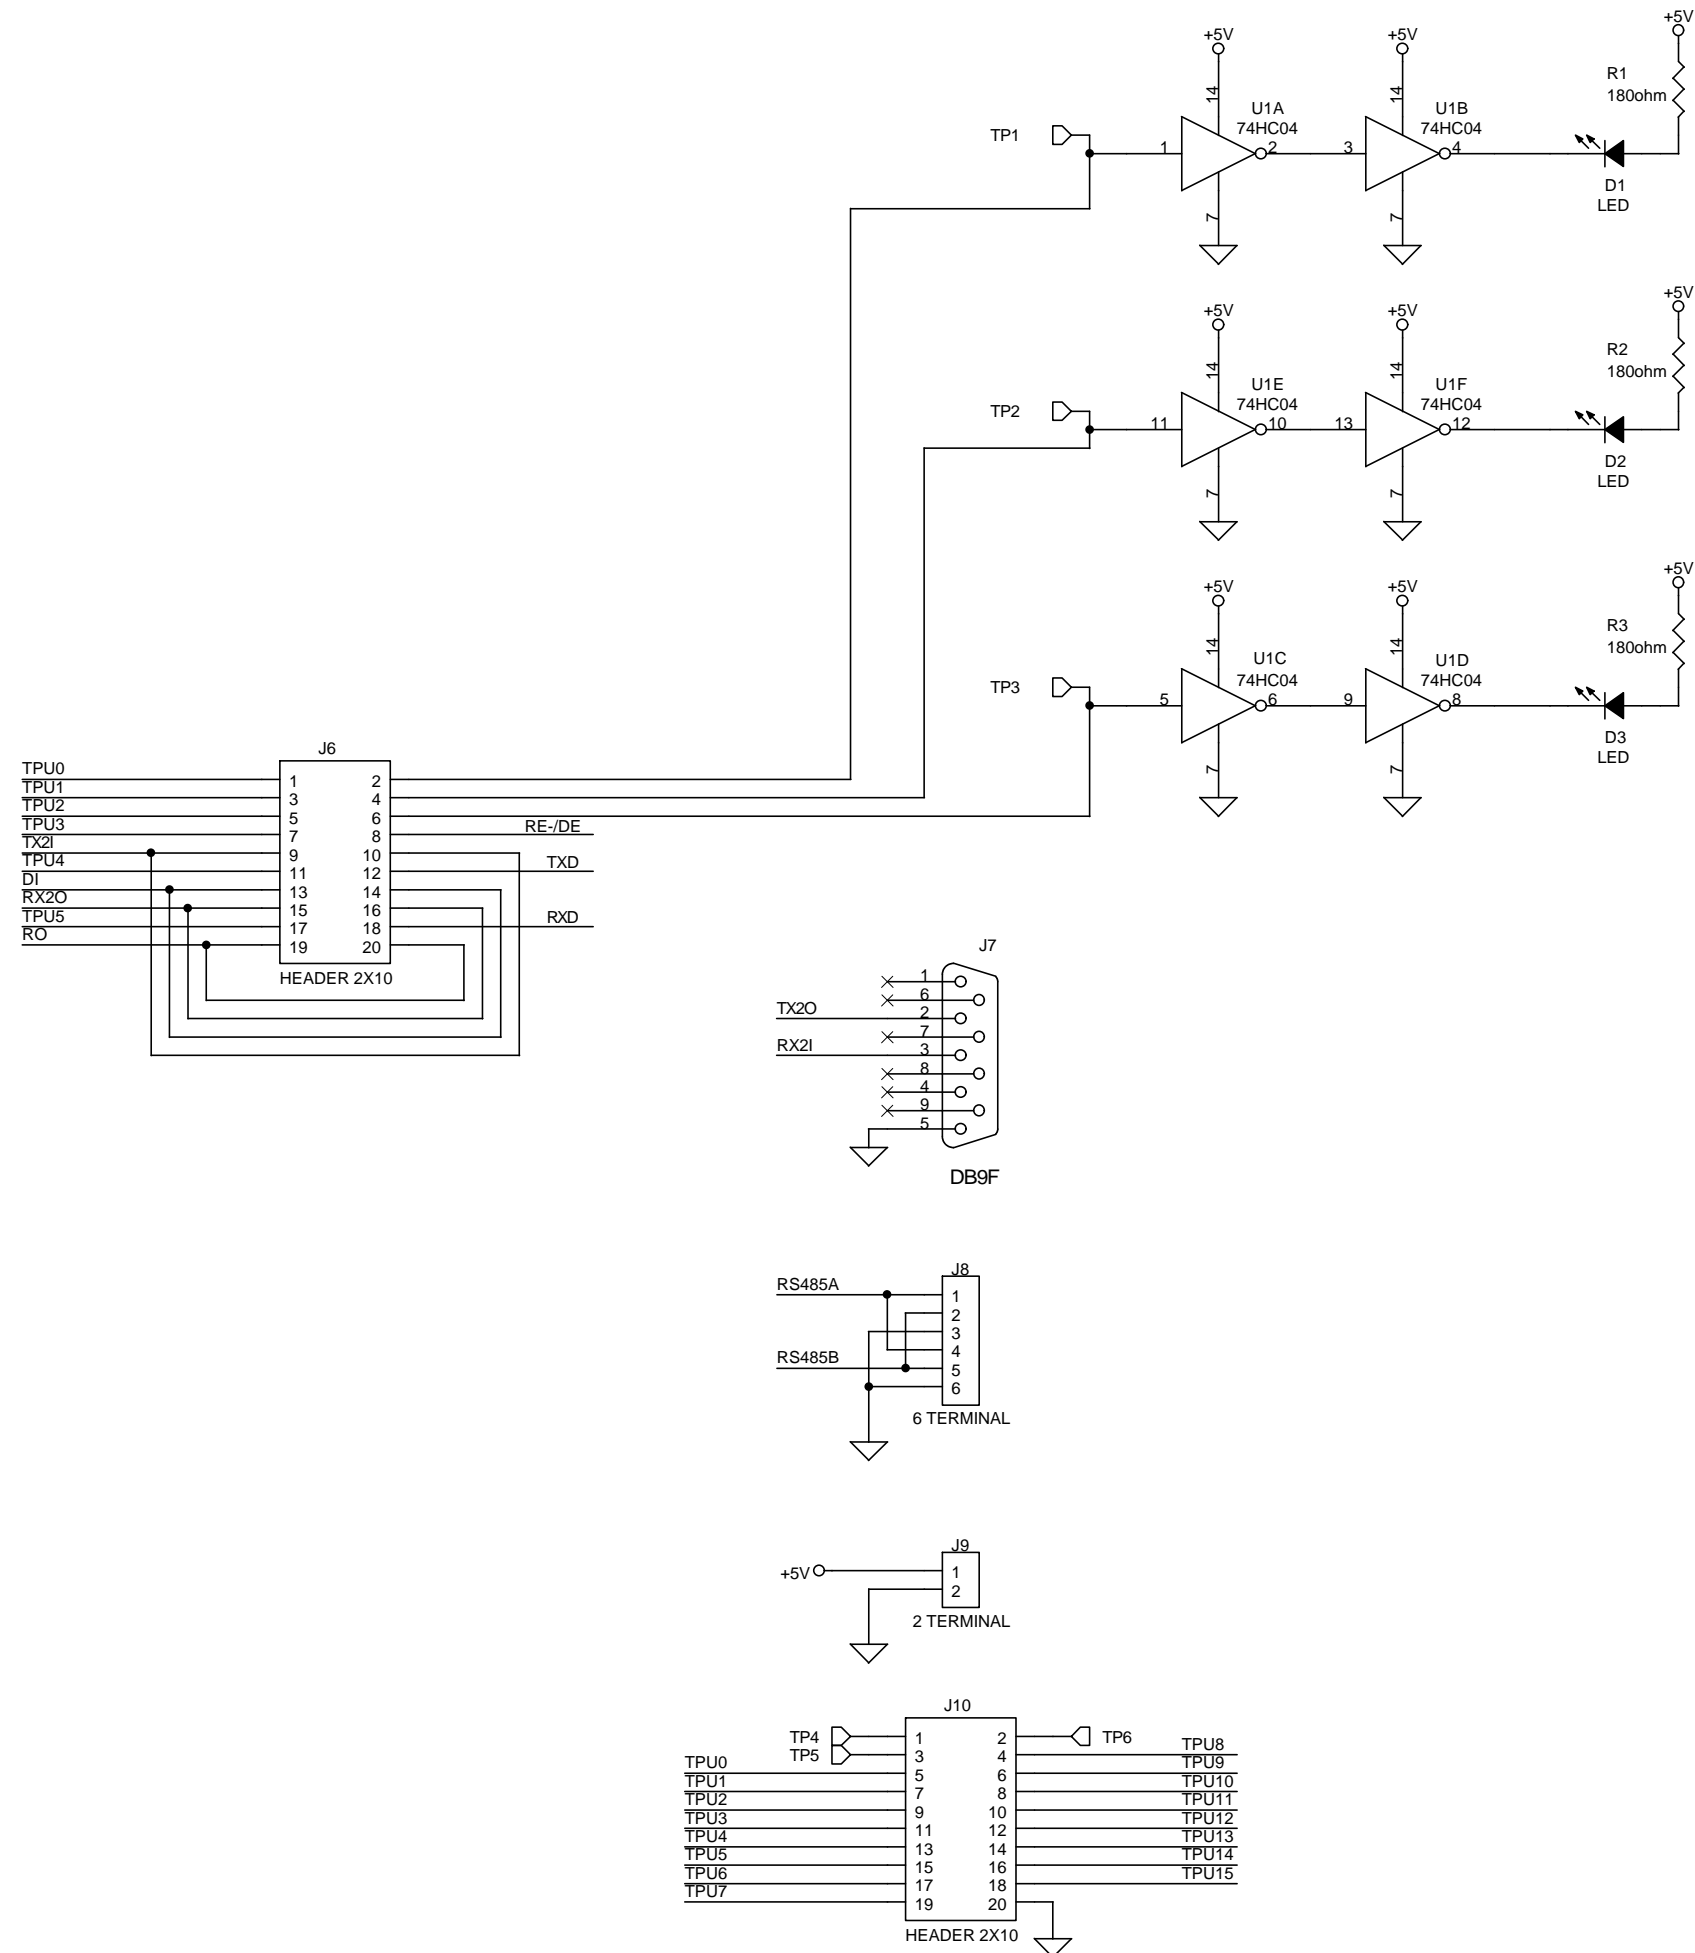 +5V
+5V
+5V
R1
180ohm
14
14
U1A
74HC04
U1B
74HC04
TP1
1
2
3
4
D1
LED
7
7
+5V
+5V
+5V
R2
180ohm
14
14
U1E
74HC04
U1F
74HC04
TP2
11
10
13
12
D2
LED
7
7
+5V
+5V
+5V
R3
180ohm
14
14
U1C
74HC04
U1D
74HC04
TP3
5
6
9
8
D3
LED
7
7
J6
TPU0 1 2
TPU1 3 4
TPU2 5 6
TPU3 7 8 RE-/DE
TX2I 9 10
TPU4 11 12 TXD
DI 13 14
RX2O 15 16
TPU5 17 18 RXD
RO 19 20
HEADER 2X10
J7
1
6
TX2O 2
7
RX2I 3
8
4
9
5
DB9F
J8
RS485A 1
2
3
4
RS485B 5
6
6 TERMINAL
J9
+5V 1
2
2 TERMINAL
J10
TP4 1 2 TP6
TP5 3 4 TPU8
TPU0 5 6 TPU9
TPU1 7 8 TPU10
TPU2 9 10 TPU11
TPU3 11 12 TPU12
TPU4 13 14 TPU13
TPU5 15 16 TPU14
TPU6 17 18 TPU15
TPU7 19 20
HEADER 2X10